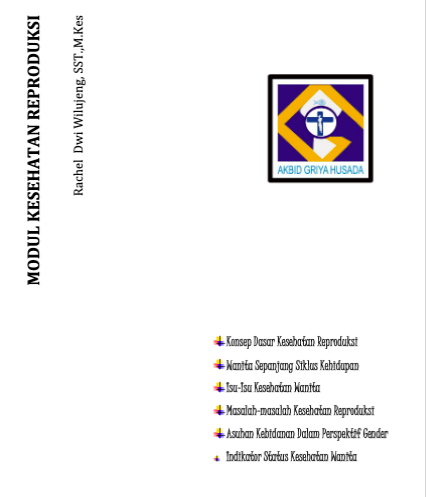 MODUL KESEHATAN REPRODUKSI
Rachel Dwi Wilujeng, SST.,M.Kes
AKBID GRIYA HUSADA
Konsep Dasar Kesehatan Reproduksi
Wanita Sepanjang Siklus Kehidupan
Isu-Isu Kesehatan Wanita
Masalah-masalah Kesehatan Reproduksi
Asuhan Kebidanan Dalam Perspektif Gender
Indikator Status Kesehatan Wanita